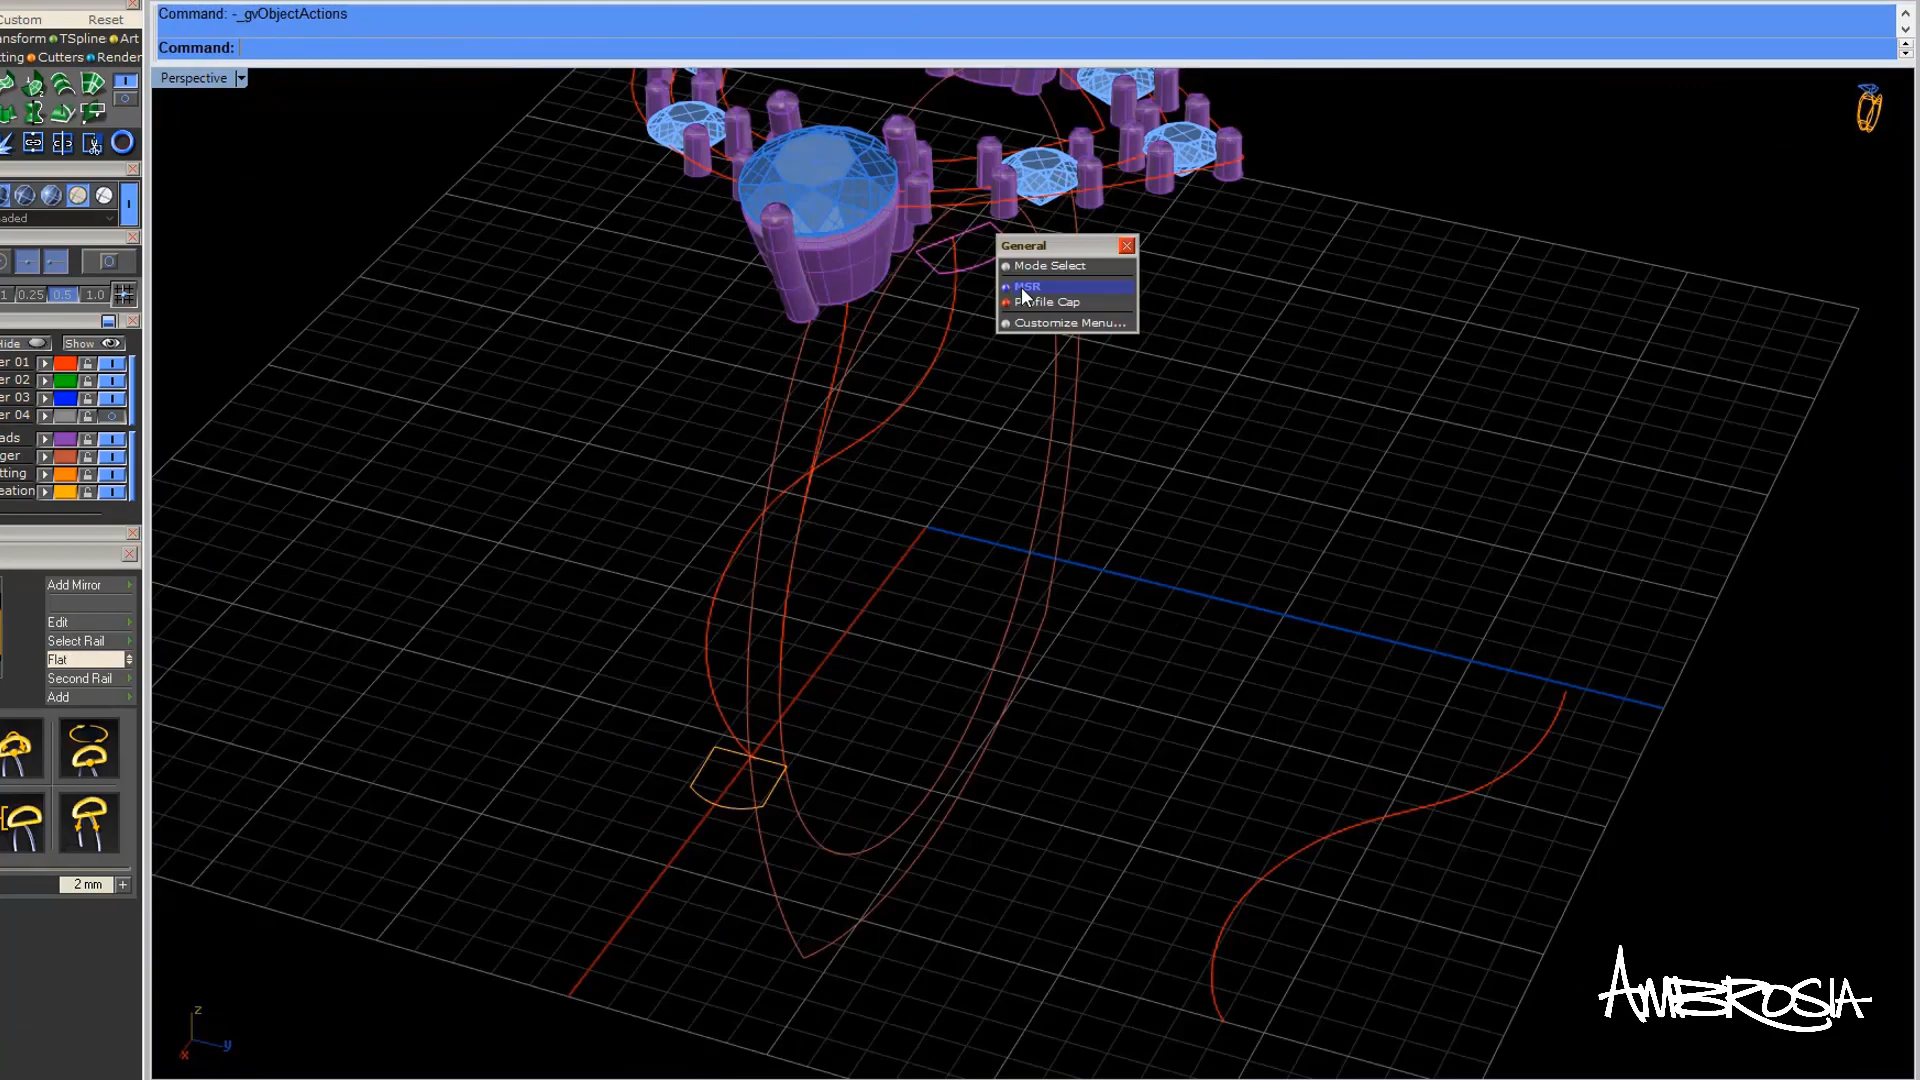 Command: -_gvObjectActions
Command:
Perspective
Custom Reset
ansform TSpline Art
ting Cutters Render
aded
1 0.25 0.5 1.0
Hide Show
er 01
er 02
er 03
er 04
ads
ger
tting
eation
Add Mirror
Edit
Select Rail
Flat
Second Rail
Add
2 mm
General
Mode Select
MSR
Profile Cap
Customize Menu...
z
x
y
AMBROSIA